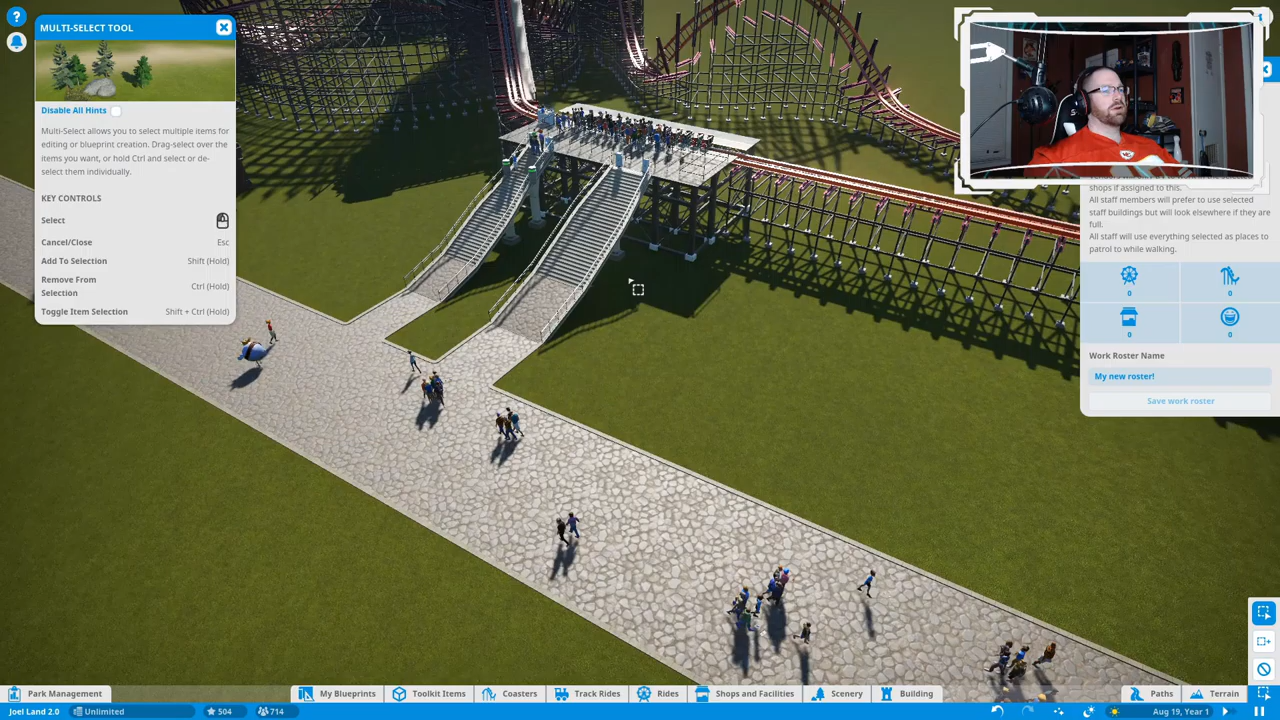 MULTI-SELECT TOOL
Disable All Hints
Multi-Select allows you to select multiple items for
editing or blueprint creation. Drag-select over the
items you want, or hold Ctrl and select or de-
select them individually.
KEY CONTROLS
Select
Cancel/Close Esc
Add To Selection Shift (Hold)
Remove From
Selection Ctrl (Hold)
Toggle Item Selection Shift + Ctrl (Hold)
shops if assigned to this.
All staff members will prefer to use selected
staff buildings but will look elsewhere if they are
full.
All staff will use everything selected as places to
patrol to while walking.
0 0
0 0
Work Roster Name
My new roster!
Save work roster
Park Management My Blueprints Toolkit Items Coasters Track Rides Rides Shops and Facilities Scenery Building Paths Terrain
Joel Land 2.0 Unlimited 504 714 Aug 19, Year 1